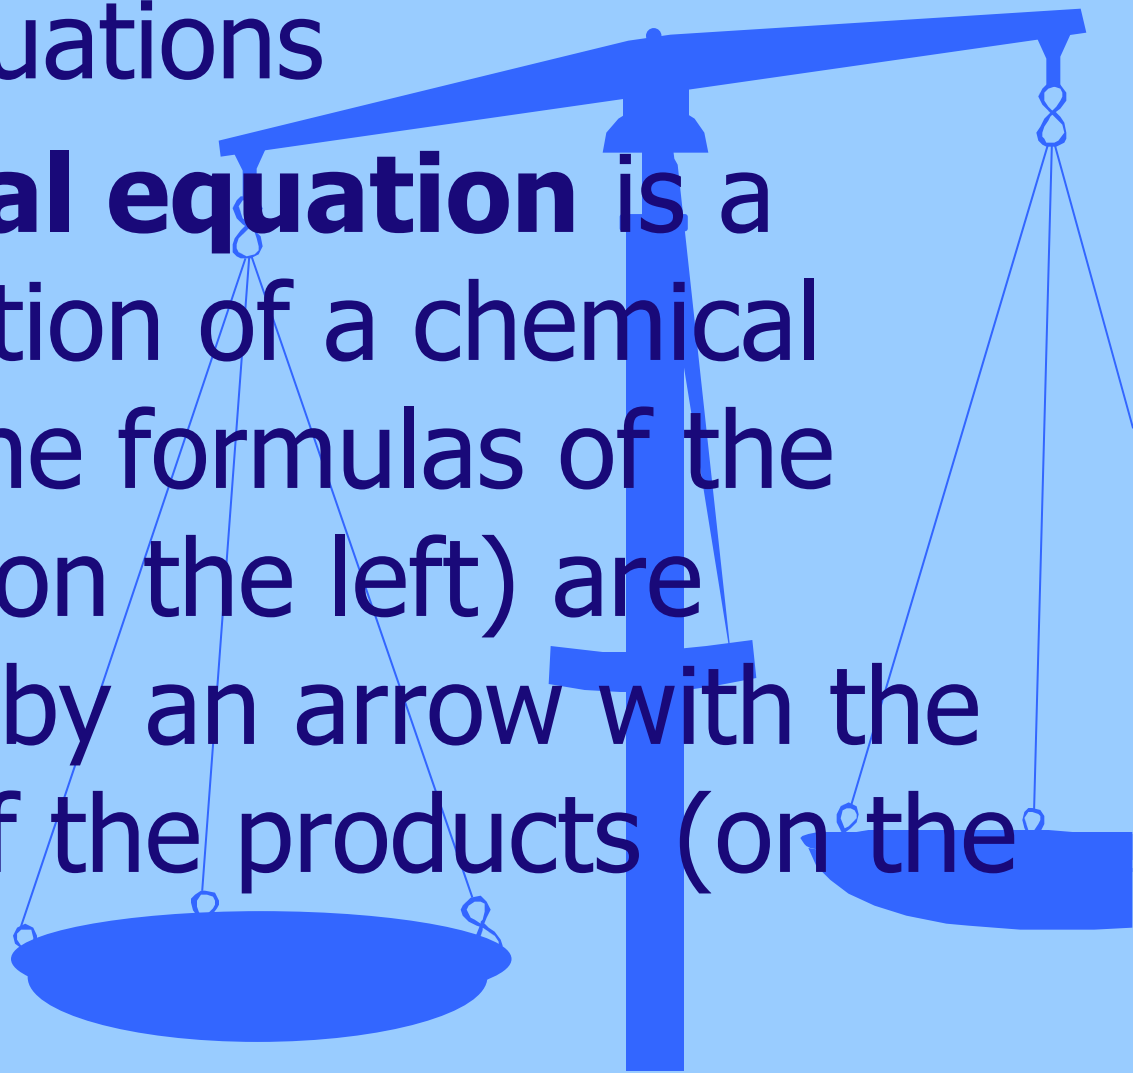 uations
al equation is a
tion of a chemical
he formulas of the
on the left) are
by an arrow with the
f the products (on the